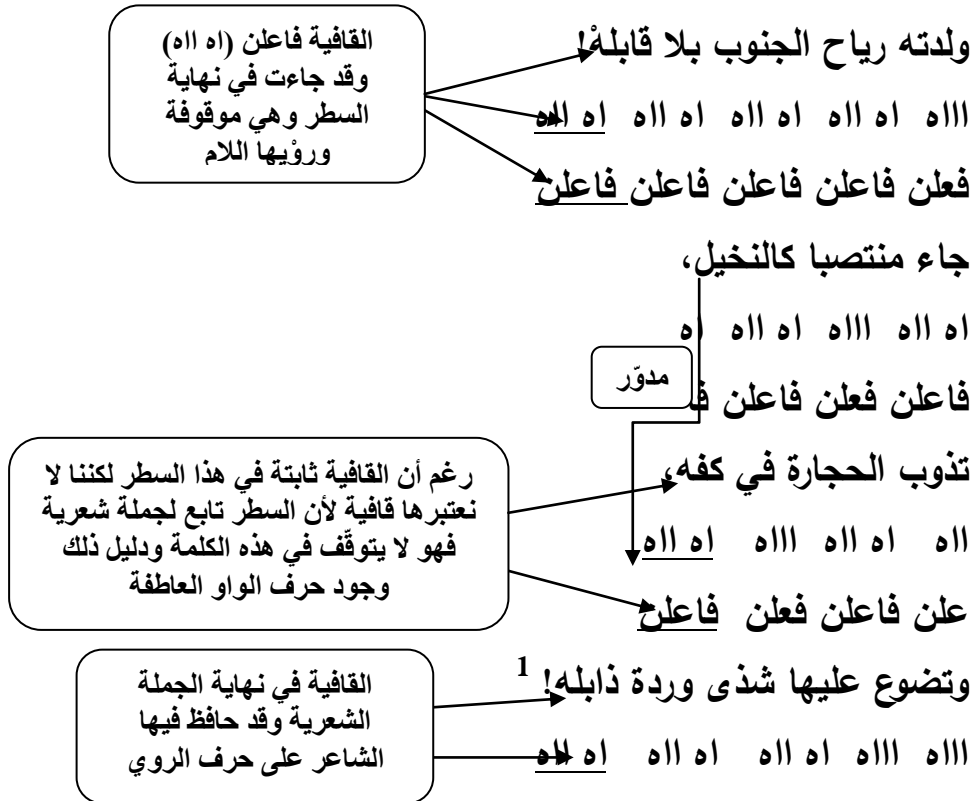 ولدته رياح الجنوب بلا قابلهْ!
القافية فاعلن (اه ااه)
وقد جاءت في نهاية
السطر وهي موقوفة
وروْيها اللام
اااه اه ااه اه ااه اه ااه اه ااه
فعلن فاعلن فاعلن فاعلن فاعلن
جاء منتصبا كالنخيل،
اه ااه اااه اه ااه اه
مدوّر
فاعلن فعلن فاعلن فا
تذوب الحجارة في كفه،
رغم أن القافية ثابتة في هذا السطر لكننا لا
نعتبرها قافية لأن السطر تابع لجملة شعرية
فهو لا يتوقّف في هذه الكلمة ودليل ذلك
وجود حرف الواو العاطفة
ااه اه ااه اااه اه ااه
علن فاعلن فعلن فاعلن
وتضوع عليها شذى وردة ذابله! 1
القافية في نهاية الجملة
الشعرية وقد حافظ فيها
الشاعر على حرف الروي
اااه اااه اه ااه اه ااه اه ااه